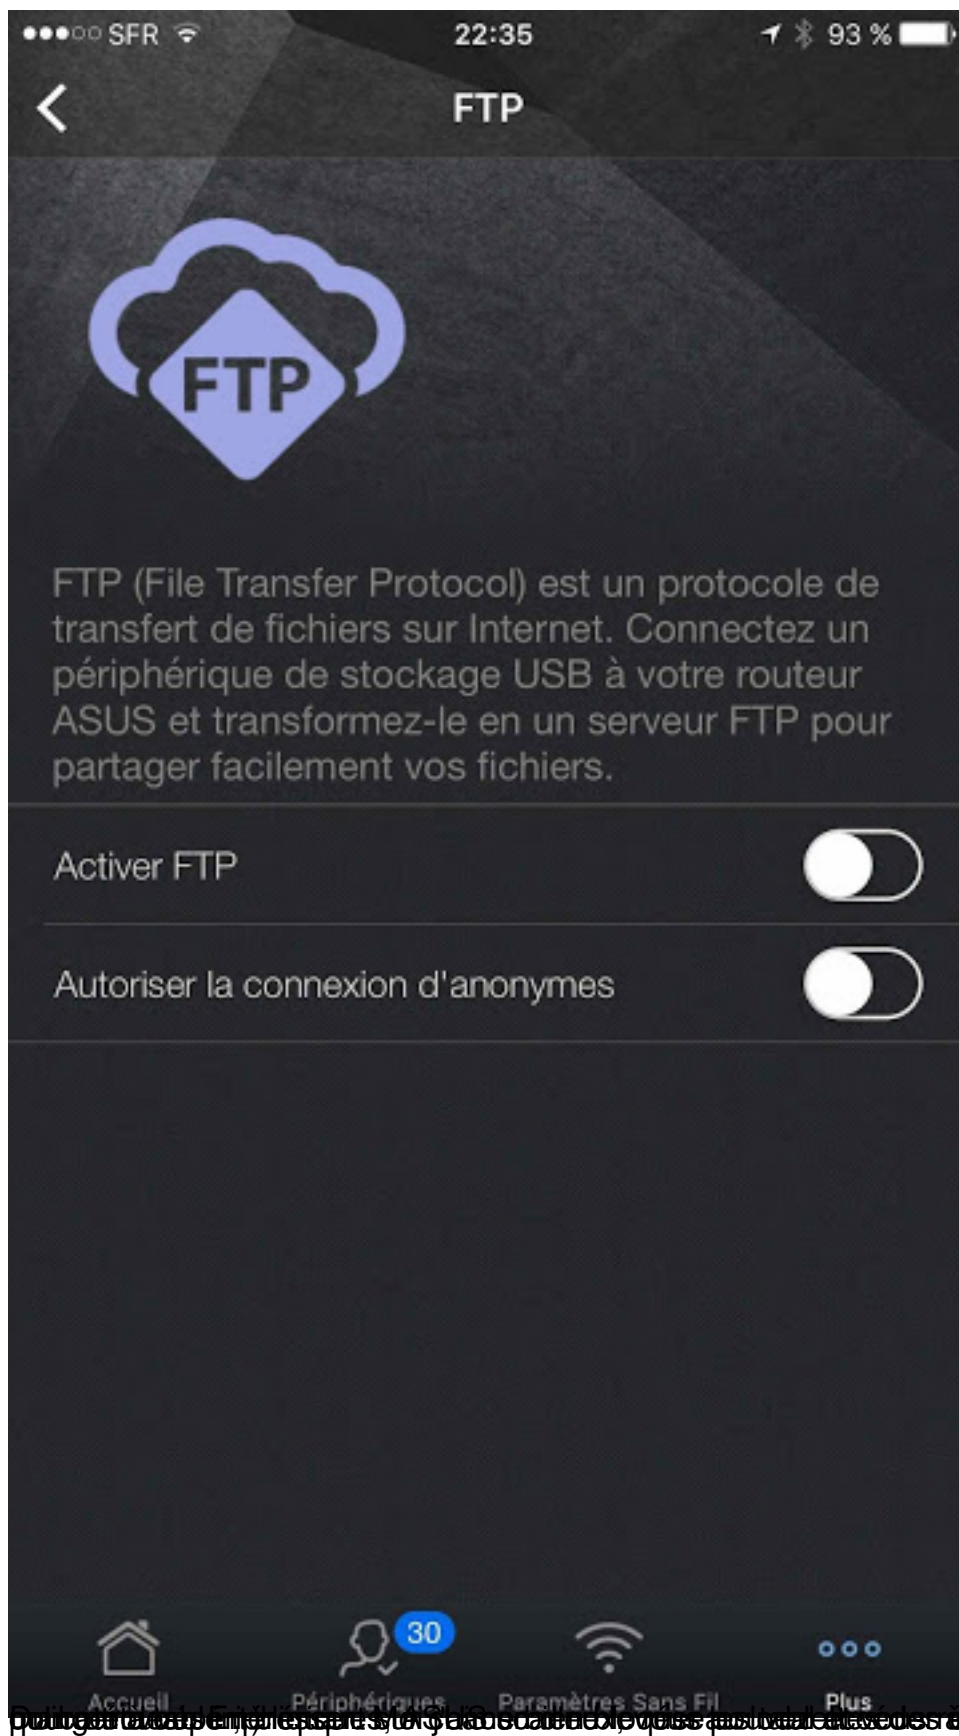 SFR 22:35 93 %
FTP
FTP
FTP (File Transfer Protocol) est un protocole de
transfert de fichiers sur Internet. Connectez un
périphérique de stockage USB à votre routeur
ASUS et transformez-le en un serveur FTP pour
partager facilement vos fichiers.
Activer FTP
Autoriser la connexion d'anonymes
30
Accueil Périphériques Paramètres Sans Fil Plus